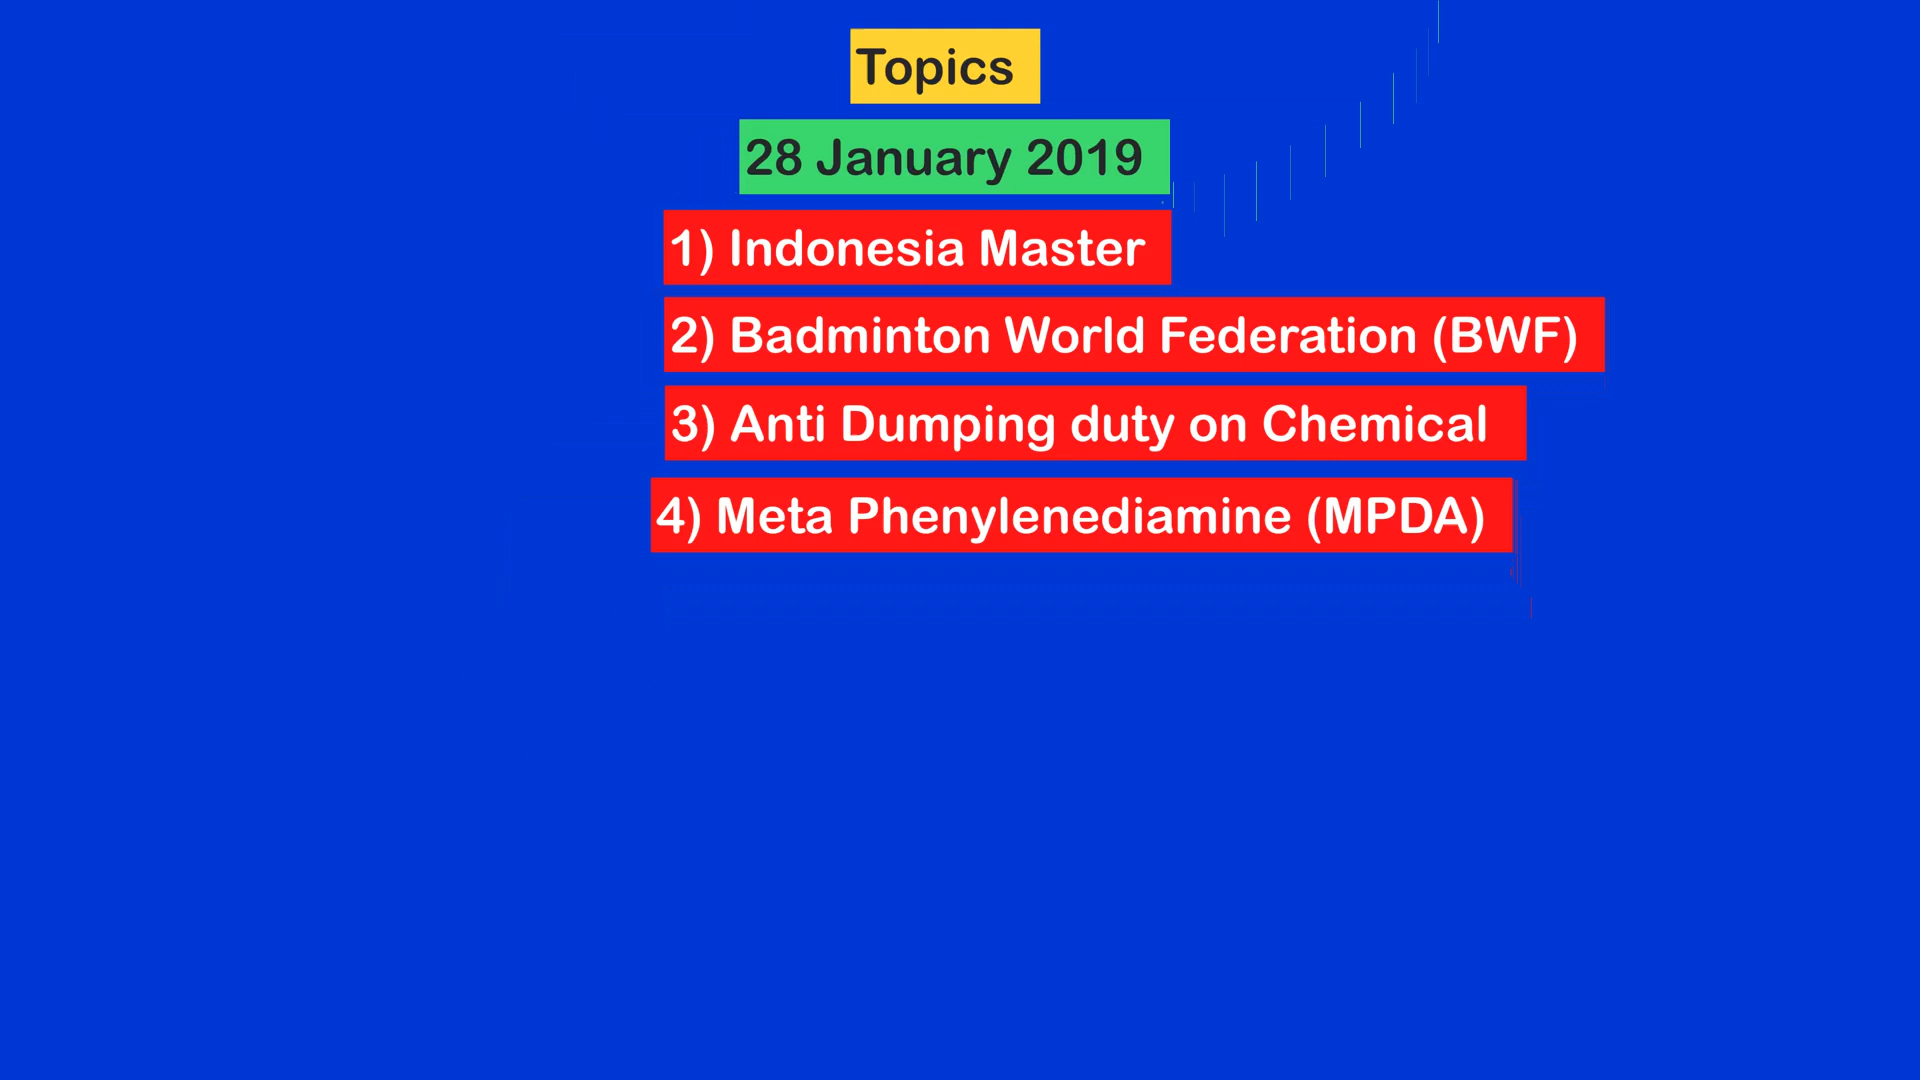 Topics
28 January 2019
1) Indonesia Master
2) Badminton World Federation (BWF)
3) Anti Dumping duty on Chemical
4) Meta Phenylenediamine (MPDA)